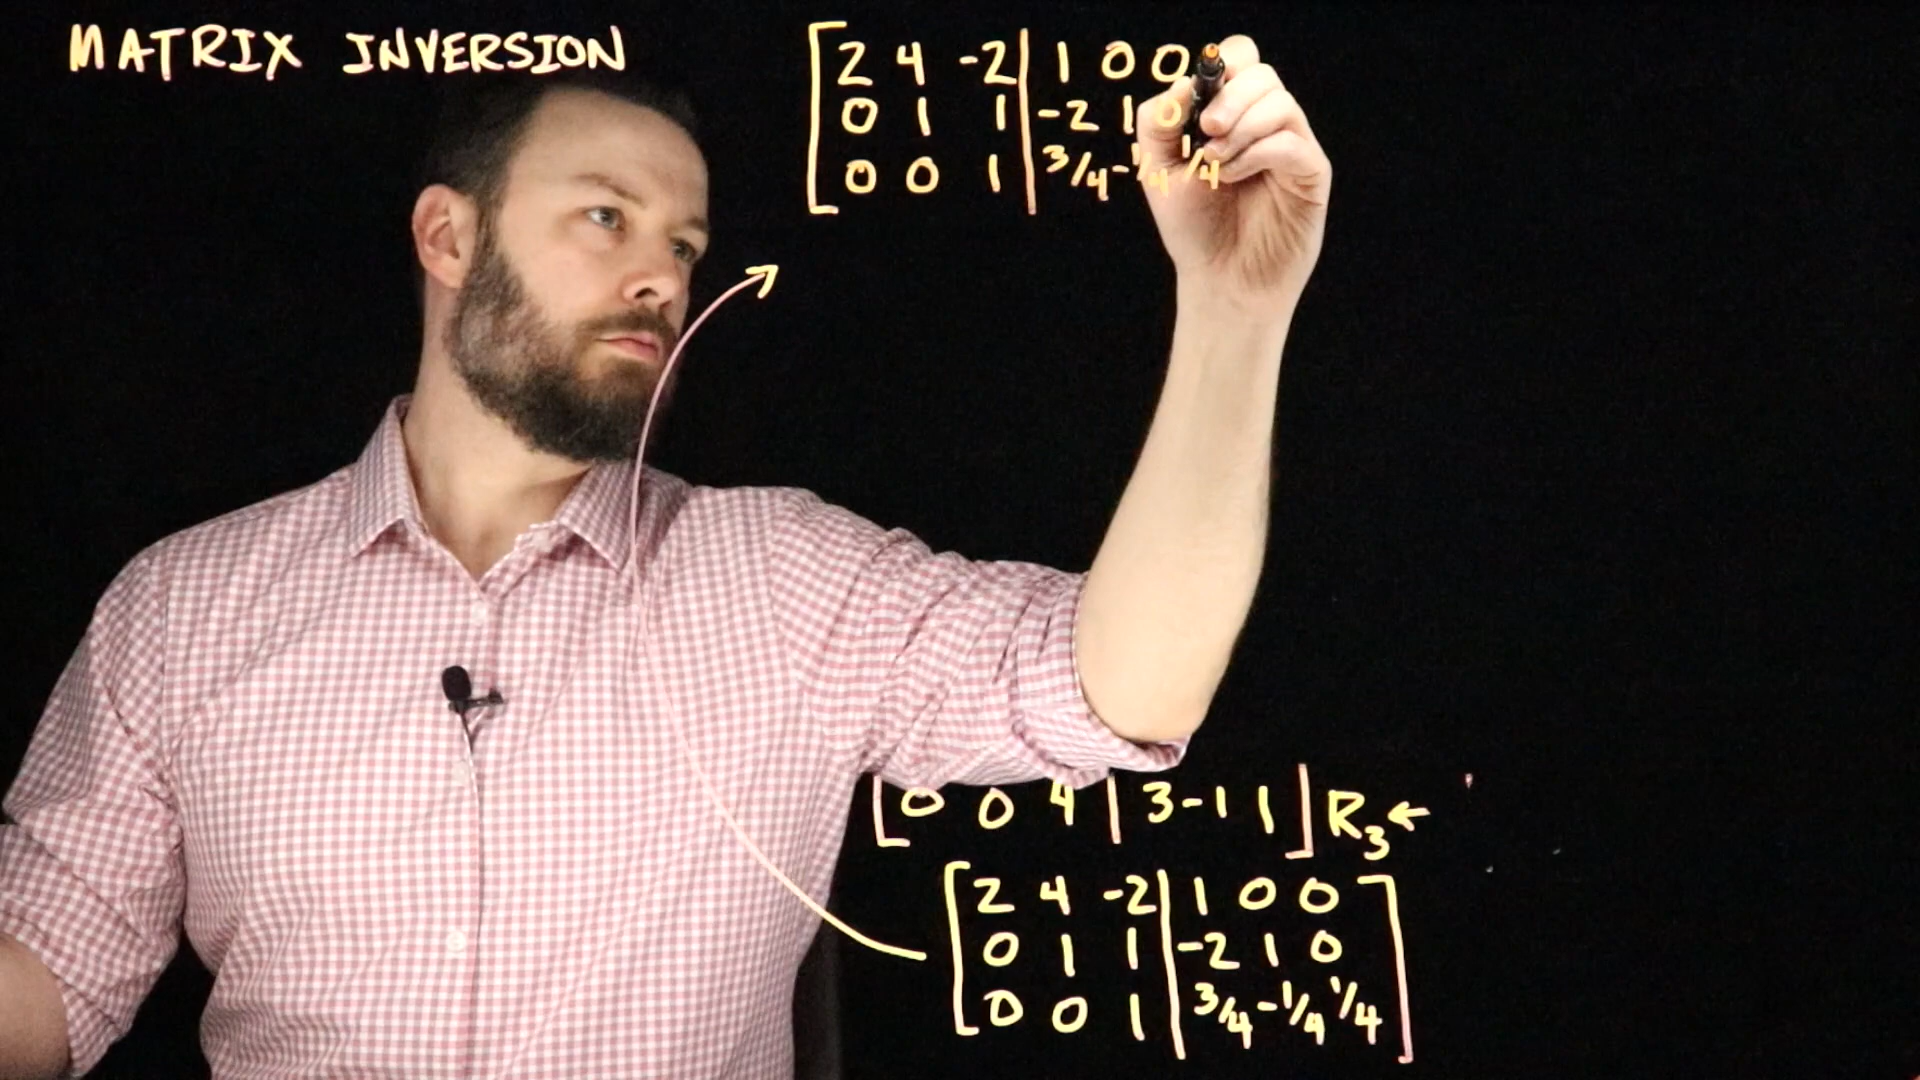 MATRIX INVERSION
[2 4 -2 | 1 0 0
0 1 1 | -2 1 0
0 0 1 | 3/4 -1/4 1/4
[0 0 4 | 3 -1 1] R3 ←
[2 4 -2 | 1 0 0]
0 1 1 | -2 1 0
0 0 1 | 3/4 -1/4 1/4